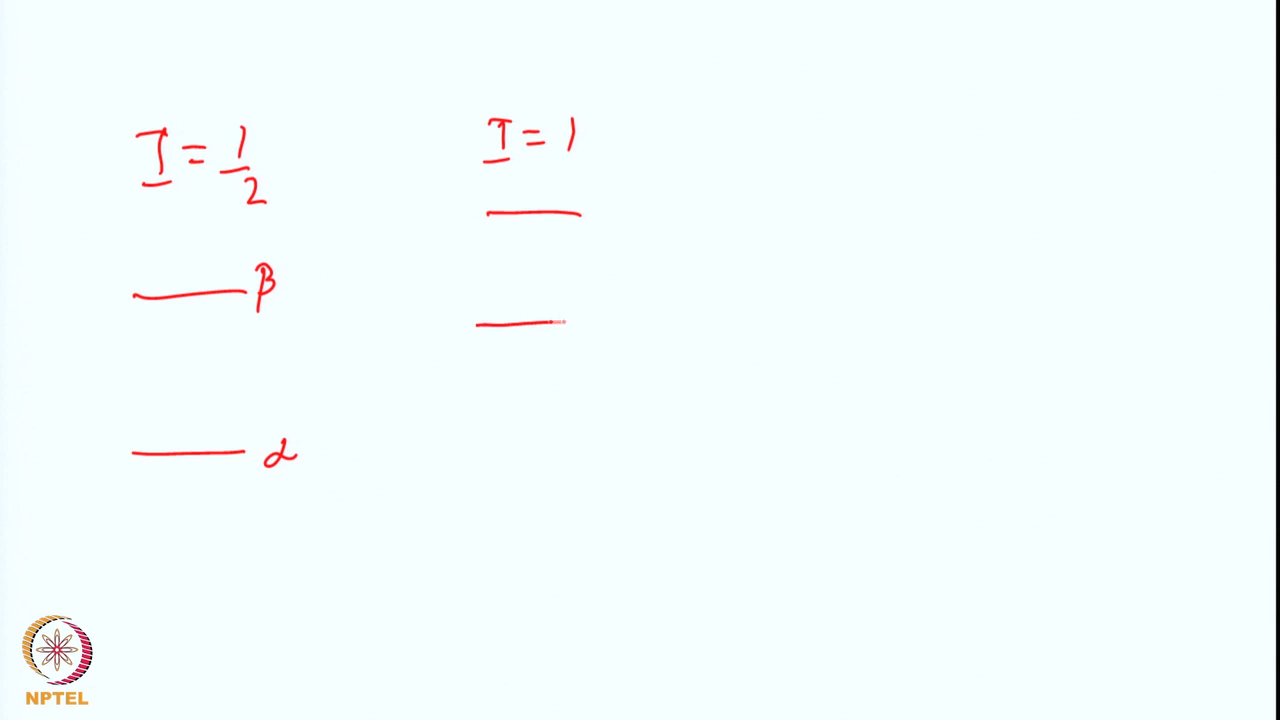 I = 1/2
I = 1
β
α
NPTEL